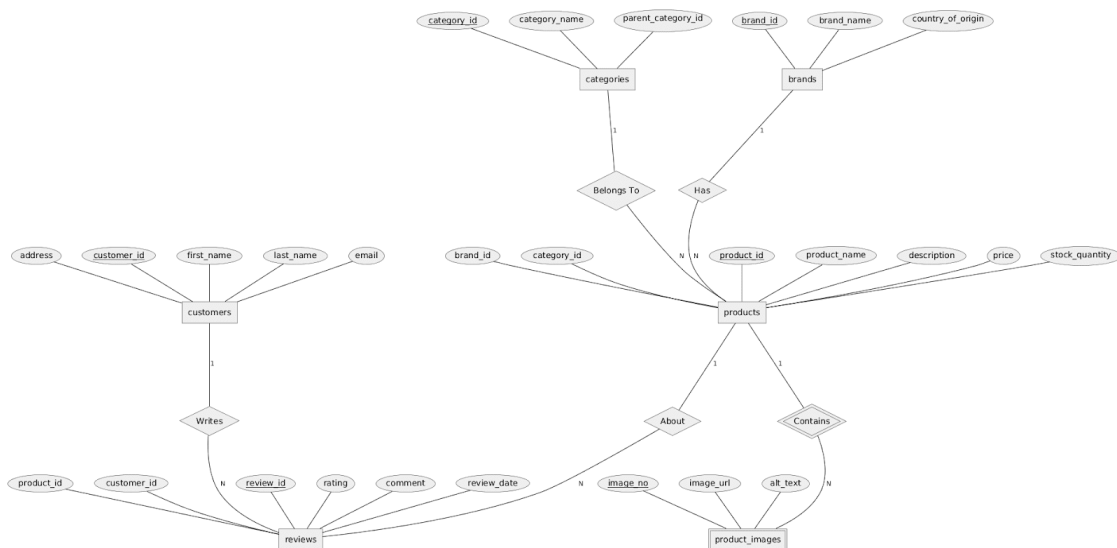 category_id
category_name
parent_category_id
brand_id
brand_name
country_of_origin
categories
brands
1
1
Belongs To
Has
address
customer_id
first_name
last_name
email
brand_id
category_id
N
N
product_id
product_name
description
price
stock_quantity
customers
products
1
1
1
Writes
About
Contains
product_id
customer_id
N
review_id
rating
comment
review_date
N
image_no
image_url
alt_text
N
reviews
product_images